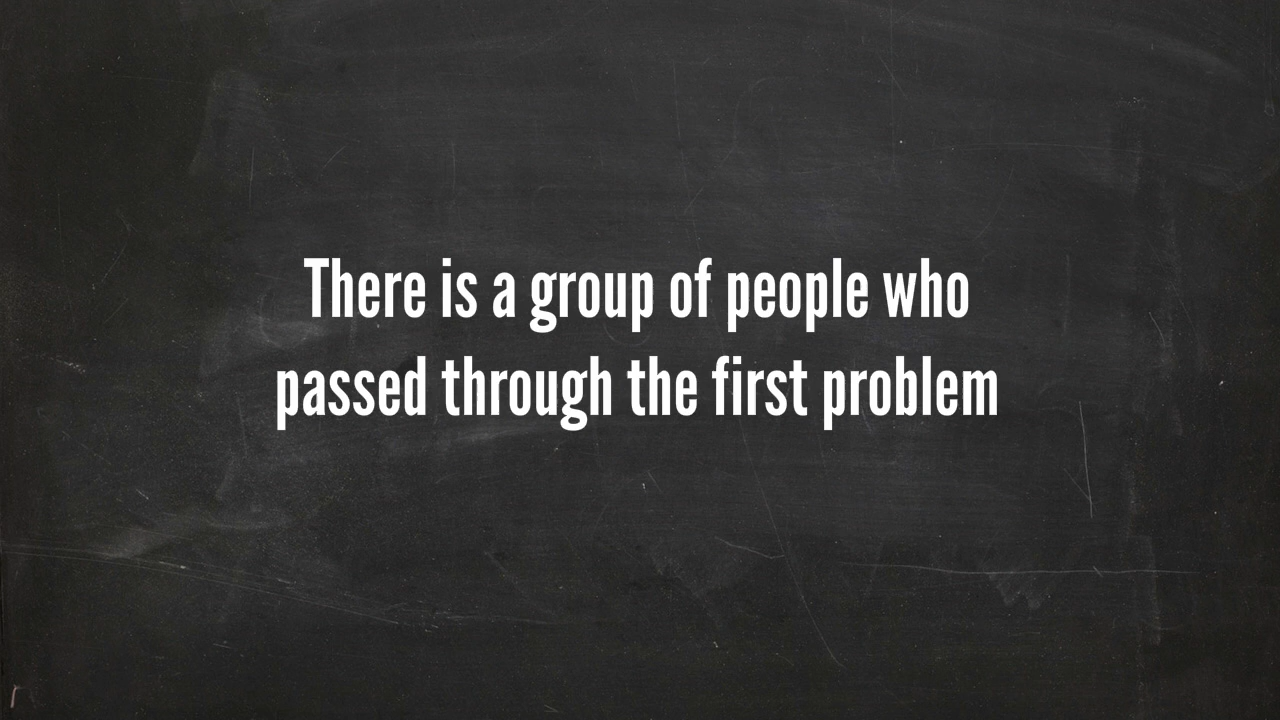 There is a group of people who
passed through the first problem